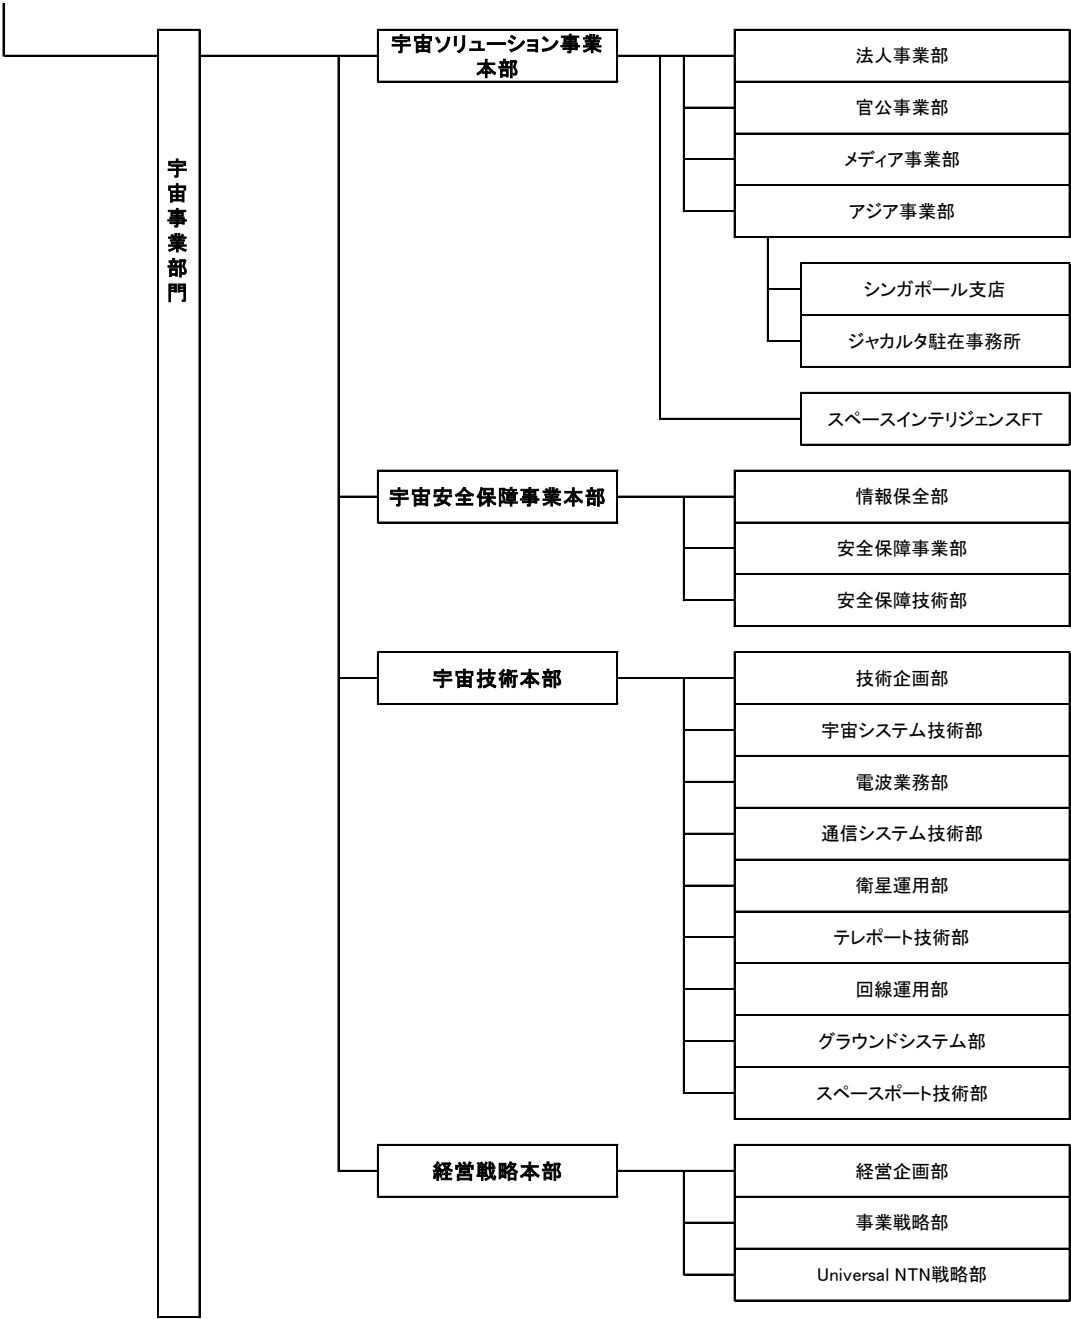 宇宙事業部門
宇宙ソリューション事業
本部
法人事業部
官公事業部
メディア事業部
アジア事業部
シンガポール支店
ジャカルタ駐在事務所
スペースインテリジェンスFT
宇宙安全保障事業本部
情報保全部
安全保障事業部
安全保障技術部
宇宙技術本部
技術企画部
宇宙システム技術部
電波業務部
通信システム技術部
衛星運用部
テレポート技術部
回線運用部
グラウンドシステム部
スペースポート技術部
経営戦略本部
経営企画部
事業戦略部
Universal NTN戦略部